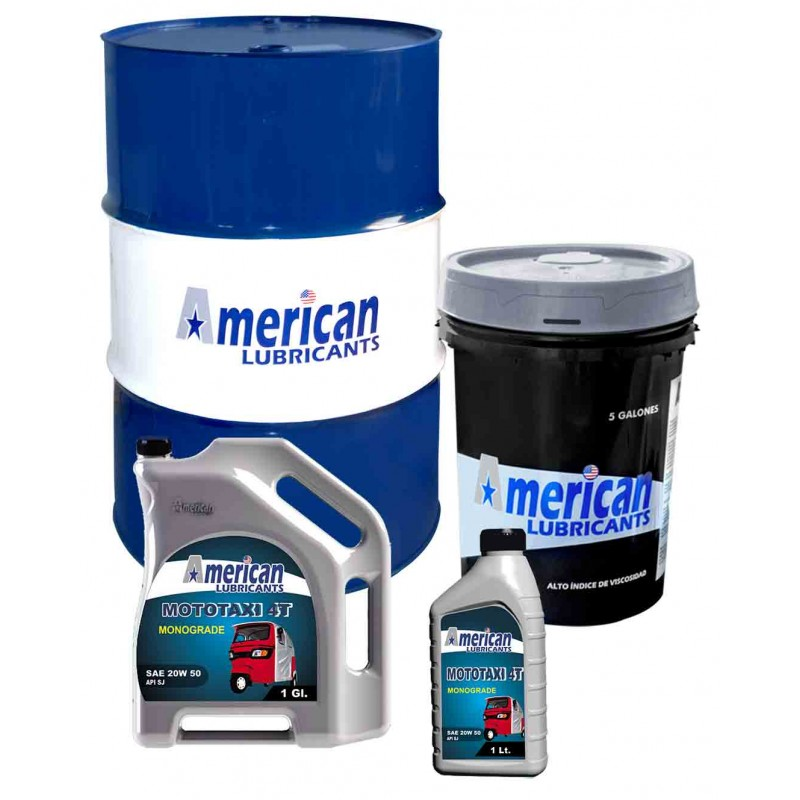 American
LUBRICANTS
5 GALONES
American
LUBRICANTS
ALTO ÍNDICE DE VISCOSIDAD
American
American
LUBRICANTS
MOTOTAXI 4T
MONOGRADE
SAE 20W 50
API SJ
1 Gl.
American
LUBRICANTS
MOTOTAXI 4T
MONOGRADE
SAE 20W 50
API SJ
1 Lt.